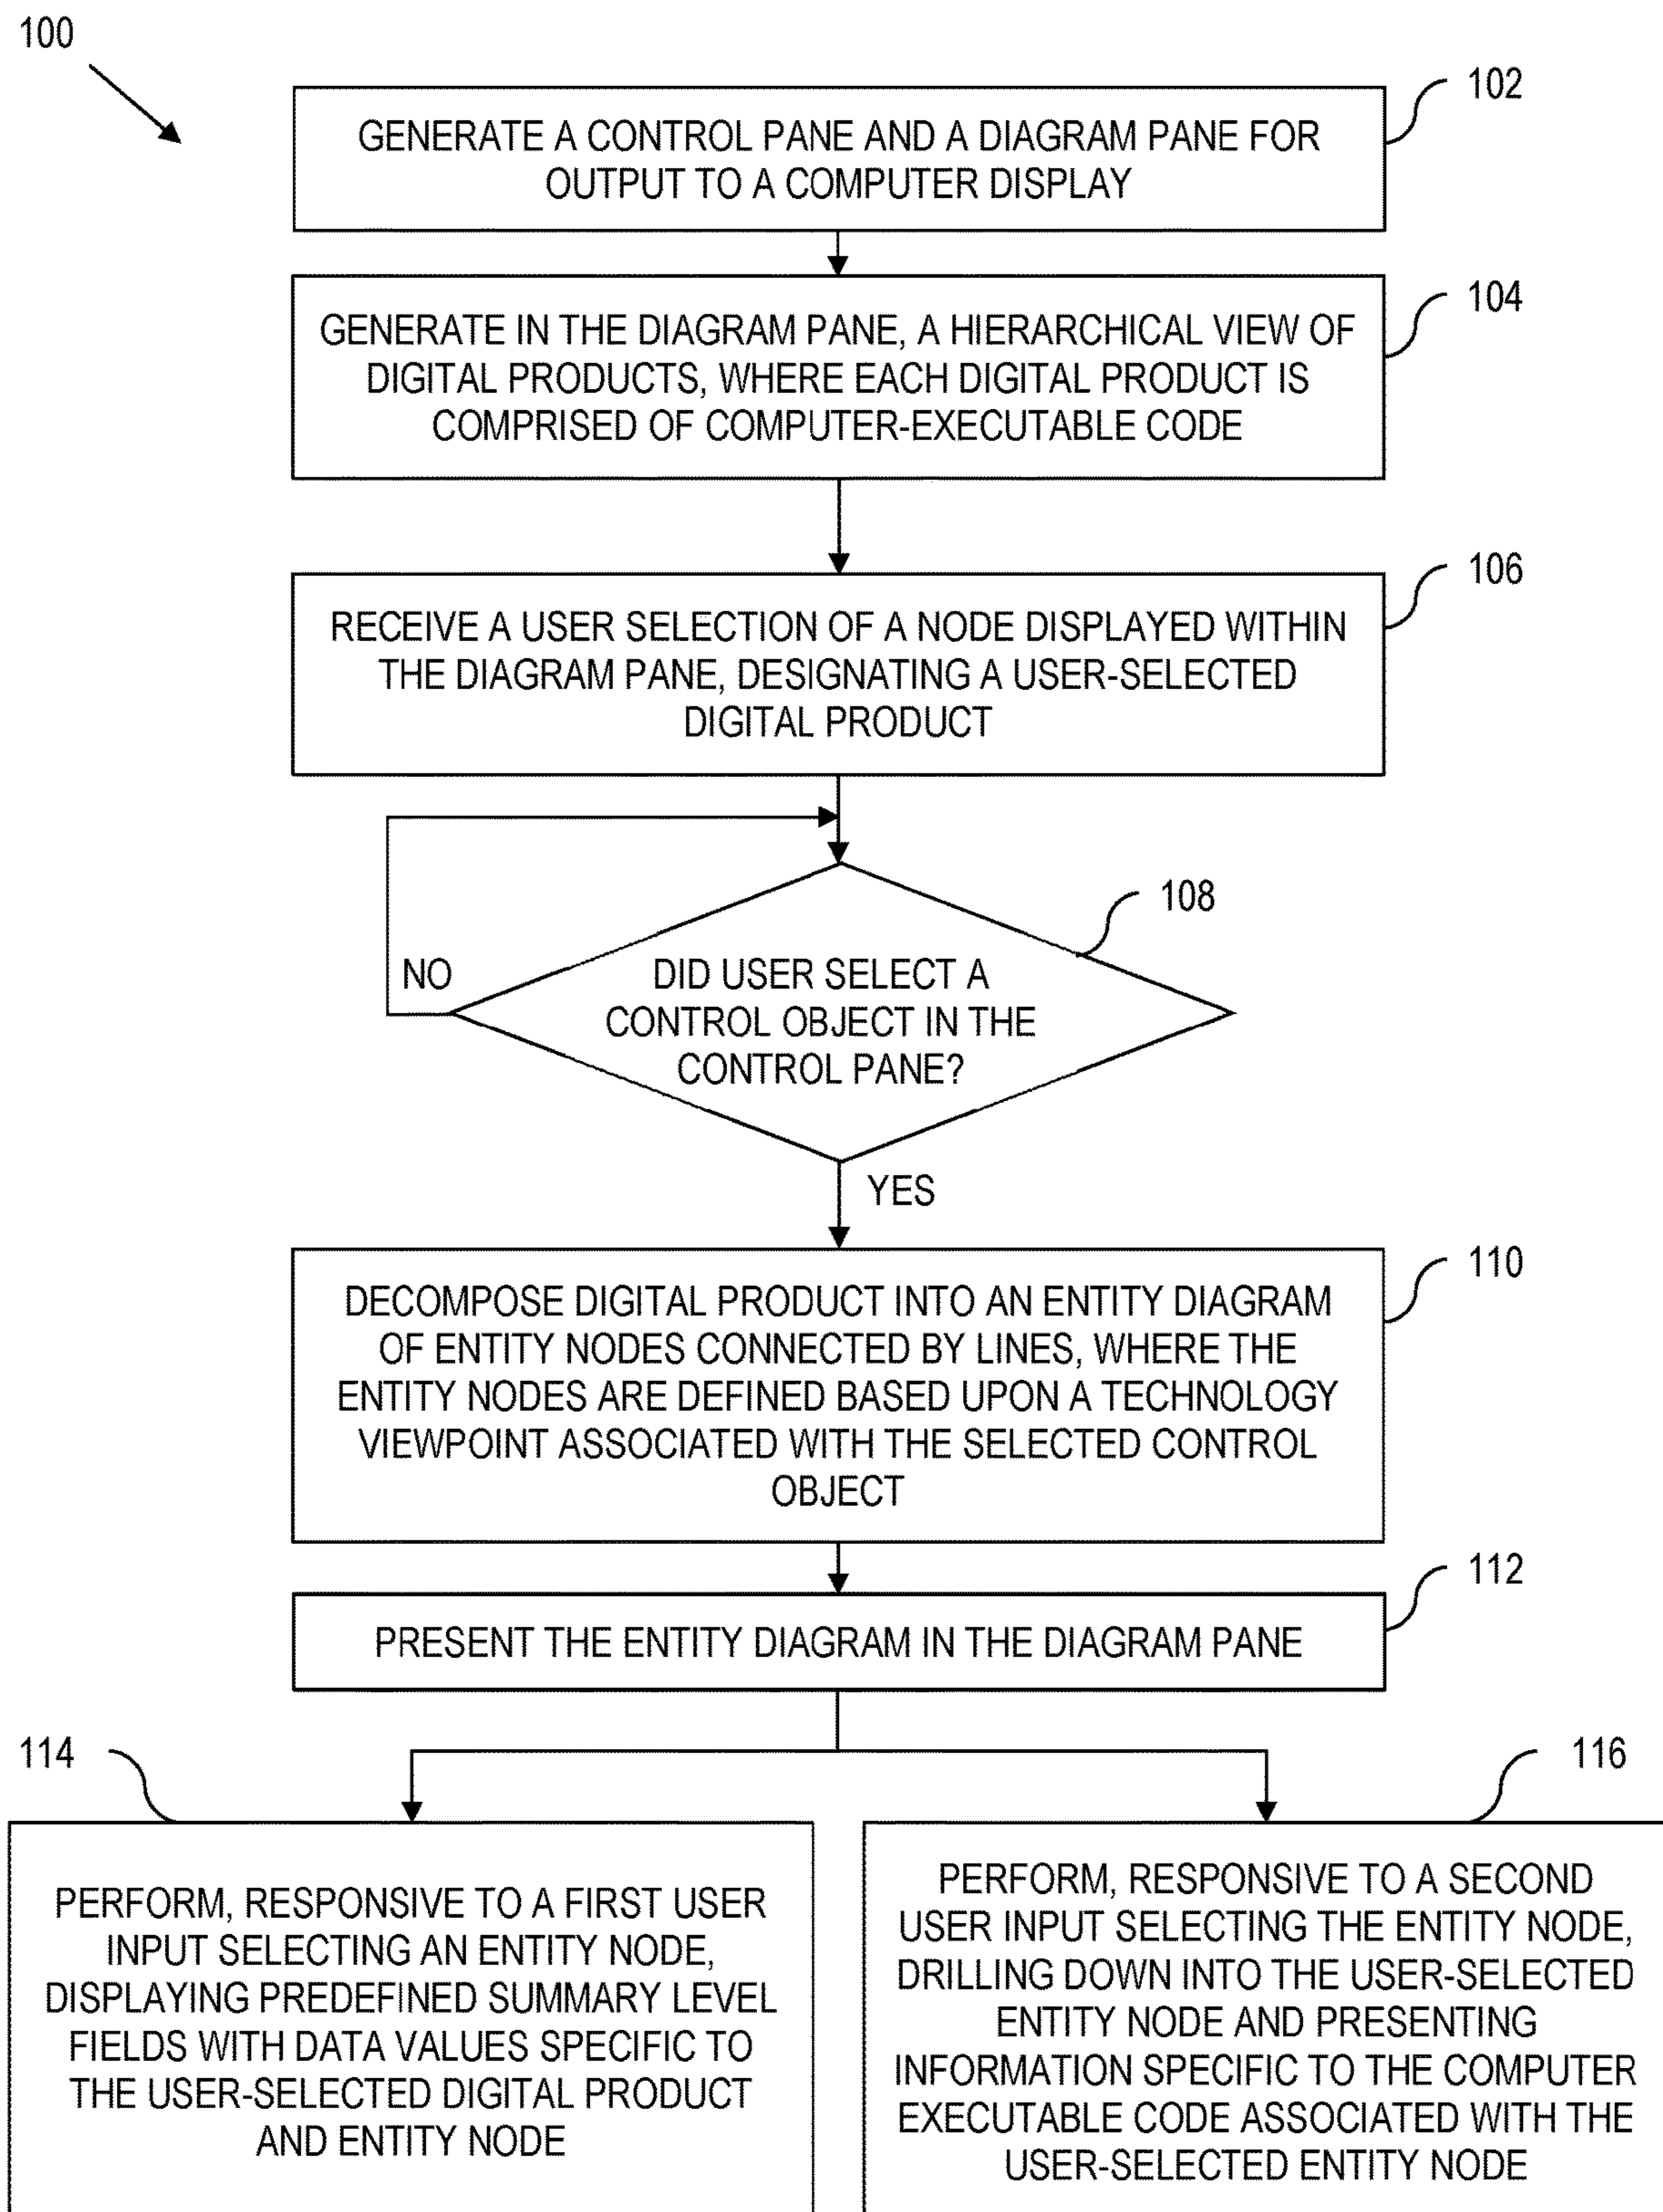 100
102
GENERATE A CONTROL PANE AND A DIAGRAM PANE FOR
OUTPUT TO A COMPUTER DISPLAY
104
GENERATE IN THE DIAGRAM PANE, A HIERARCHICAL VIEW OF
DIGITAL PRODUCTS, WHERE EACH DIGITAL PRODUCT IS
COMPRISED OF COMPUTER-EXECUTABLE CODE
106
RECEIVE A USER SELECTION OF A NODE DISPLAYED WITHIN
THE DIAGRAM PANE, DESIGNATING A USER-SELECTED
DIGITAL PRODUCT
108
NO
DID USER SELECT A
CONTROL OBJECT IN THE
CONTROL PANE?
YES
110
DECOMPOSE DIGITAL PRODUCT INTO AN ENTITY DIAGRAM
OF ENTITY NODES CONNECTED BY LINES, WHERE THE
ENTITY NODES ARE DEFINED BASED UPON A TECHNOLOGY
VIEWPOINT ASSOCIATED WITH THE SELECTED CONTROL
OBJECT
112
PRESENT THE ENTITY DIAGRAM IN THE DIAGRAM PANE
114
PERFORM, RESPONSIVE TO A FIRST USER
INPUT SELECTING AN ENTITY NODE,
DISPLAYING PREDEFINED SUMMARY LEVEL
FIELDS WITH DATA VALUES SPECIFIC TO
THE USER-SELECTED DIGITAL PRODUCT
AND ENTITY NODE
116
PERFORM, RESPONSIVE TO A SECOND
USER INPUT SELECTING THE ENTITY NODE,
DRILLING DOWN INTO THE USER-SELECTED
ENTITY NODE AND PRESENTING
INFORMATION SPECIFIC TO THE COMPUTER
EXECUTABLE CODE ASSOCIATED WITH THE
USER-SELECTED ENTITY NODE